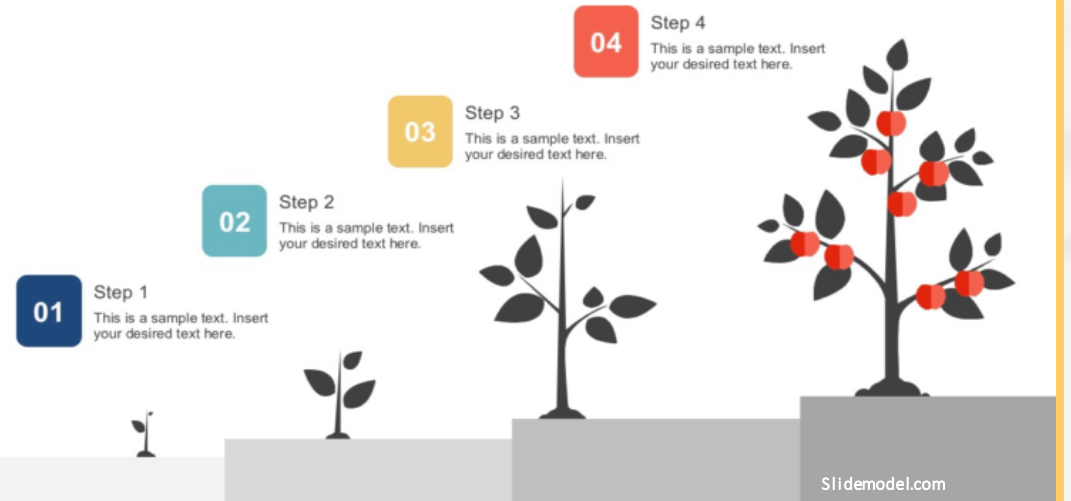 04
Step 4
This is a sample text. Insert
your desired text here.
03
Step 3
This is a sample text. Insert
your desired text here.
02
Step 2
This is a sample text. Insert
your desired text here.
01
Step 1
This is a sample text. Insert
your desired text here.
Slidemodel.com